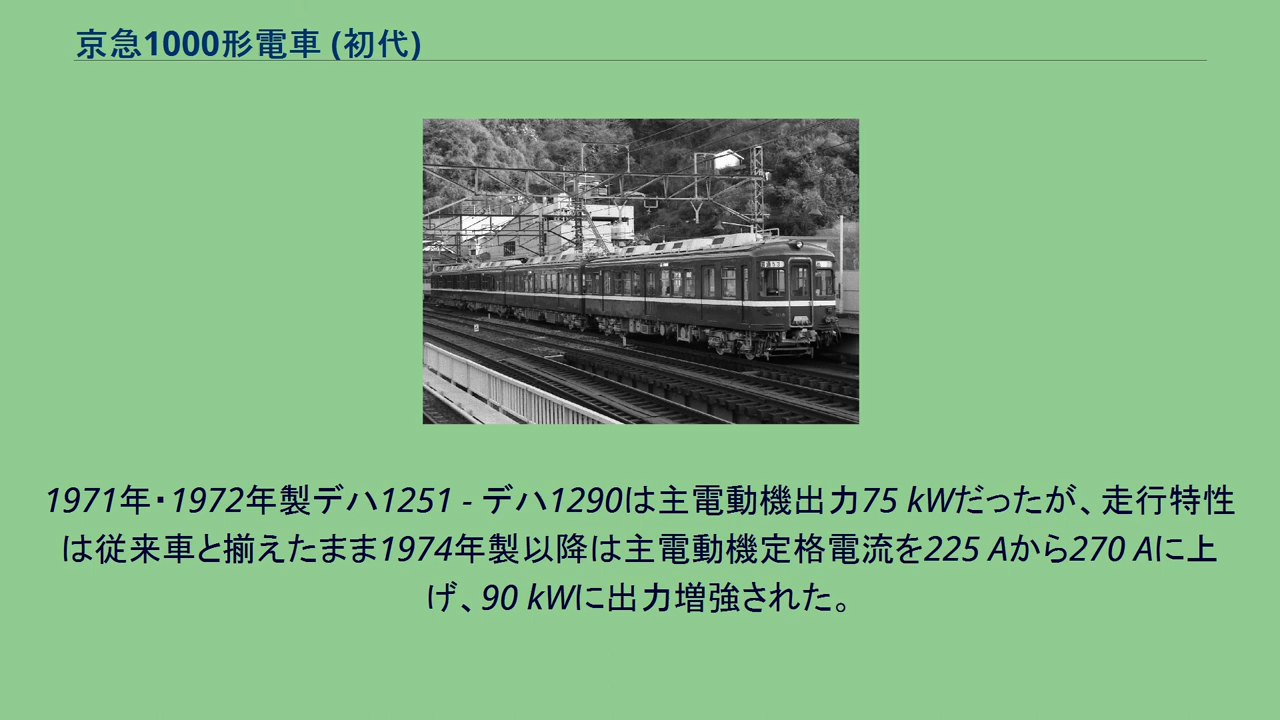 京急1000形電車 (初代)
1971年・1972年製デハ1251 - デハ1290は主電動機出力75 kWだったが、走行特性
は従来車と揃えたまま1974年製以降は主電動機定格電流を225 Aから270 Aに上
げ、90 kWに出力増強された。